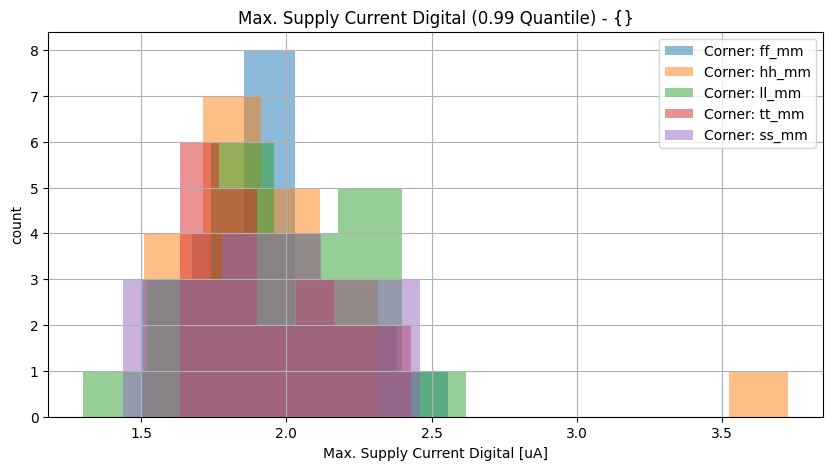 Max. Supply Current Digital (0.99 Quantile) - {}
8
7
6
5
4
3
2
1
0
count
Corner: ff_mm
Corner: hh_mm
Corner: ll_mm
Corner: tt_mm
Corner: ss_mm
1.5
2.0
2.5
3.0
3.5
Max. Supply Current Digital [uA]